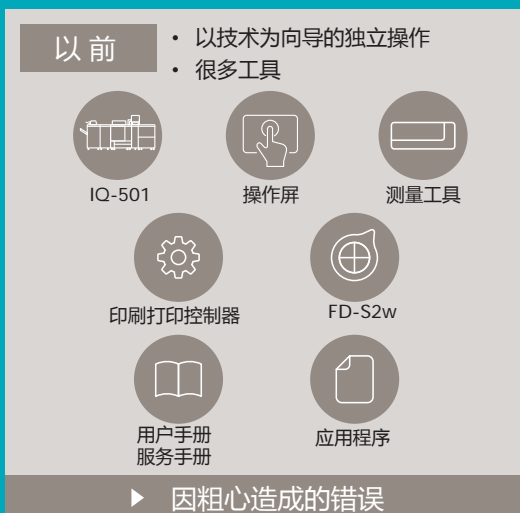 以前
• 以技术为向导的独立操作
• 很多工具
IQ-501
操作屏
测量工具
印刷打印控制器
FD-S2w
用户手册
服务手册
应用程序
因粗心造成的错误